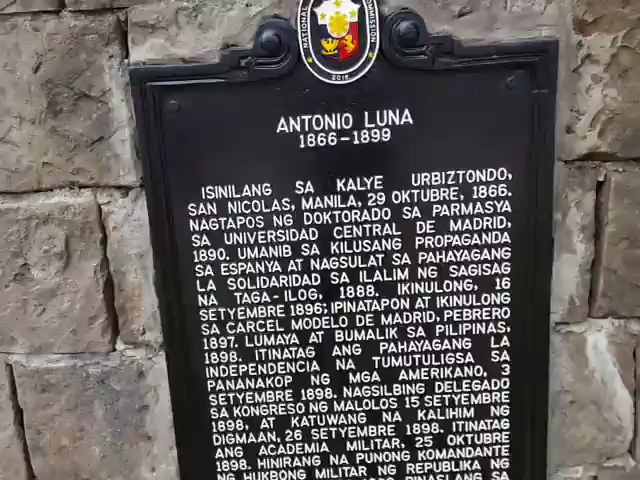 NATIONAL
COMMISSION
2016
ANTONIO LUNA
1866–1899
ISINILANG SA KALYE URBIZTONDO,
SAN NICOLAS, MANILA, 29 OKTUBRE, 1866.
NAGTAPOS NG DOKTORADO SA PARMASYA
SA UNIVERSIDAD CENTRAL DE MADRID,
1890. UMANIB SA KILUSANG PROPAGANDA
SA ESPANYA AT NAGSULAT SA PAHAYAGANG
LA SOLIDARIDAD SA ILALIM NG SAGISAG
NA TAGA-ILOG, 1888. IKINULONG, 16
SETYEMBRE 1896; IPINATAPON AT IKINULONG
SA CARCEL MODELO DE MADRID, PEBRERO
1897. LUMAYA AT BUMALIK SA PILIPINAS,
1898. ITINATAG ANG PAHAYAGANG LA
INDEPENDENCIA NA TUMUTULIGSA SA
PANANAKOP NG MGA AMERIKANO, 3
SETYEMBRE 1898. NAGSILBING DELEGADO
SA KONGRESO NG MALOLOS 15 SETYEMBRE
1898, AT KATUWANG NA KALIHIM NG
DIGMAAN, 26 SETYEMBRE 1898. ITINATAG
ANG ACADEMIA MILITAR, 25 OKTUBRE
1898. HINIRANG NA PUNONG KOMANDANTE
NG HUKBONG MILITAR NG REPUBLIKA NG
PINASLANG SA